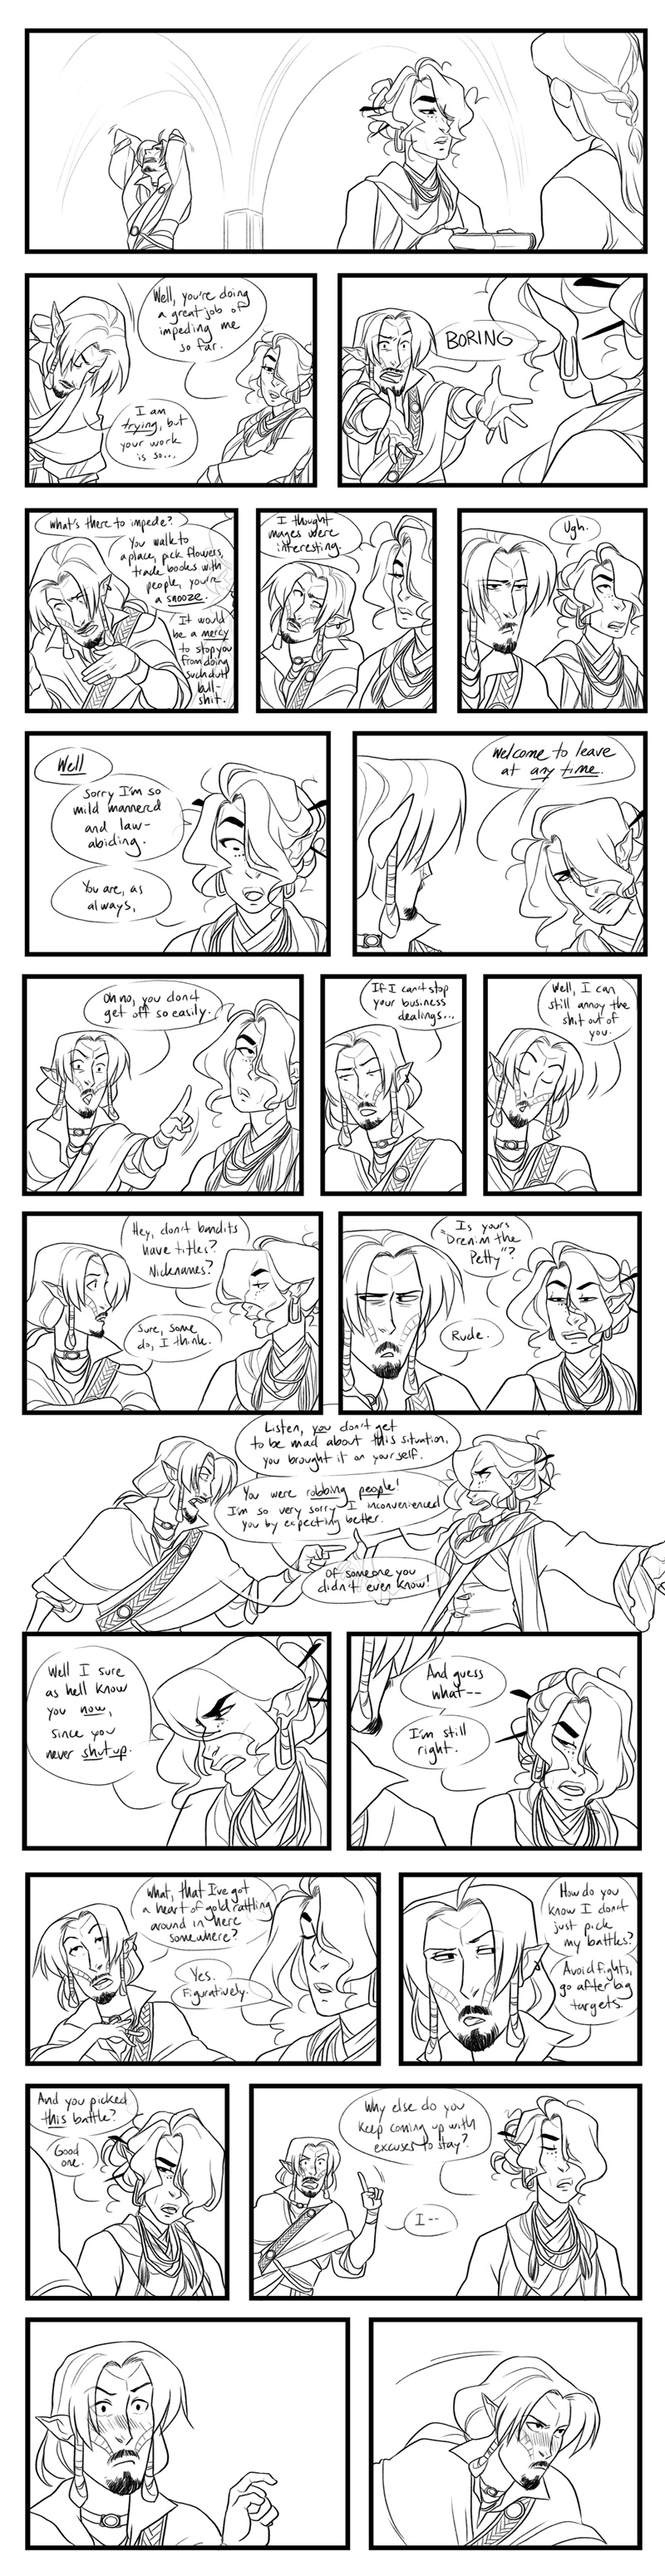 Well, you're doing
a great job of
impeding me
so far.
I am
trying, but
your work
is so...
BORING
What's there to impede?
You walk to
a place, pick flowers,
trade books with
people, you're
a snooze.
It would
be a mercy
to stop you
from doing
such dull
bull-
shit.
I thought
mages were
interesting.
Ugh.
Well
sorry I'm so
mild mannered
and law-
abiding.
You are, as
always,
welcome to leave
at any time.
Oh no, you don't
get off so easily.
If I can't stop
your business
dealings...
Well, I can
still annoy the
shit out of
you.
Hey, don't bandits
have titles?
Nicknames?
Sure, some
do, I think.
Is yours
"Drenim the
Petty"?
Rude.
Listen, you don't get
to be mad about this situation,
you brought it on yourself.
You were robbing people!
I'm so very sorry I inconvenienced
you by expecting better.
Of someone you
didn't even know!
Well I sure
as hell know
you now,
since you
never shut up.
And guess
what--
I'm still
right.
What, that I've got
a heart of gold rattling
around in here
somewhere?
Yes.
Figuratively.
How do you
know I don't
just pick
my battles?
Avoid fights,
go after big
targets.
And you picked
this battle?
Good
one.
Why else do you
keep coming up with
excuses to stay?
I--